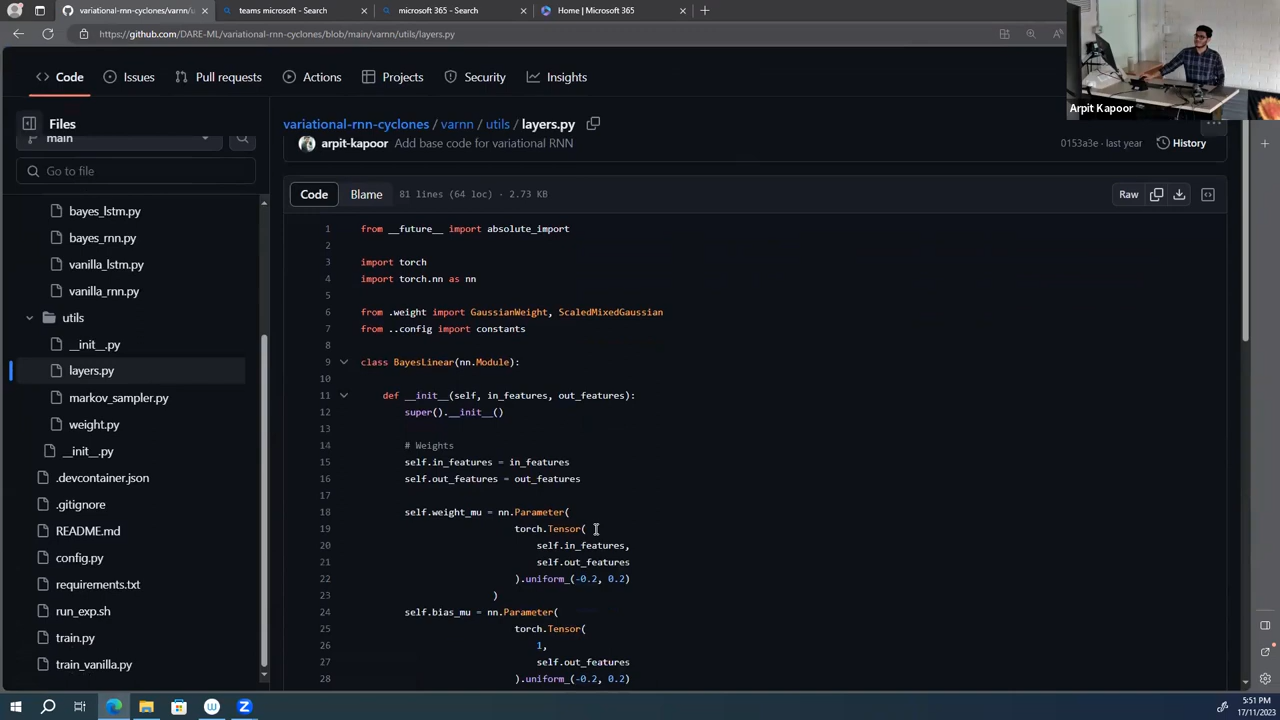 variational-rnn-cyclones/varnn/u
teams microsoft - Search
microsoft 365 - Search
Home | Microsoft 365
https://github.com/DARE-ML/variational-rnn-cyclones/blob/main/varnn/utils/layers.py
Code
Issues
Pull requests
Actions
Projects
Security
Insights
Arpit Kapoor
Files
main
Go to file
bayes_lstm.py
bayes_rnn.py
vanilla_lstm.py
vanilla_rnn.py
utils
__init__.py
layers.py
markov_sampler.py
weight.py
__init__.py
.devcontainer.json
.gitignore
README.md
config.py
requirements.txt
run_exp.sh
train.py
train_vanilla.py
variational-rnn-cyclones / varnn / utils / layers.py
arpit-kapoor Add base code for variational RNN
0153a3e · last year
History
Code
Blame
81 lines (64 loc) · 2.73 KB
Raw
1 from __future__ import absolute_import
2
3 import torch
4 import torch.nn as nn
5
6 from .weight import GaussianWeight, ScaledMixedGaussian
7 from ..config import constants
8
9 class BayesLinear(nn.Module):
10
11 def __init__(self, in_features, out_features):
12 super().__init__()
13
14 # Weights
15 self.in_features = in_features
16 self.out_features = out_features
17
18 self.weight_mu = nn.Parameter(
19 torch.Tensor(
20 self.in_features,
21 self.out_features
22 ).uniform_(-0.2, 0.2)
23 )
24 self.bias_mu = nn.Parameter(
25 torch.Tensor(
26 1,
27 self.out_features
28 ).uniform_(-0.2, 0.2)
5:51 PM
17/11/2023